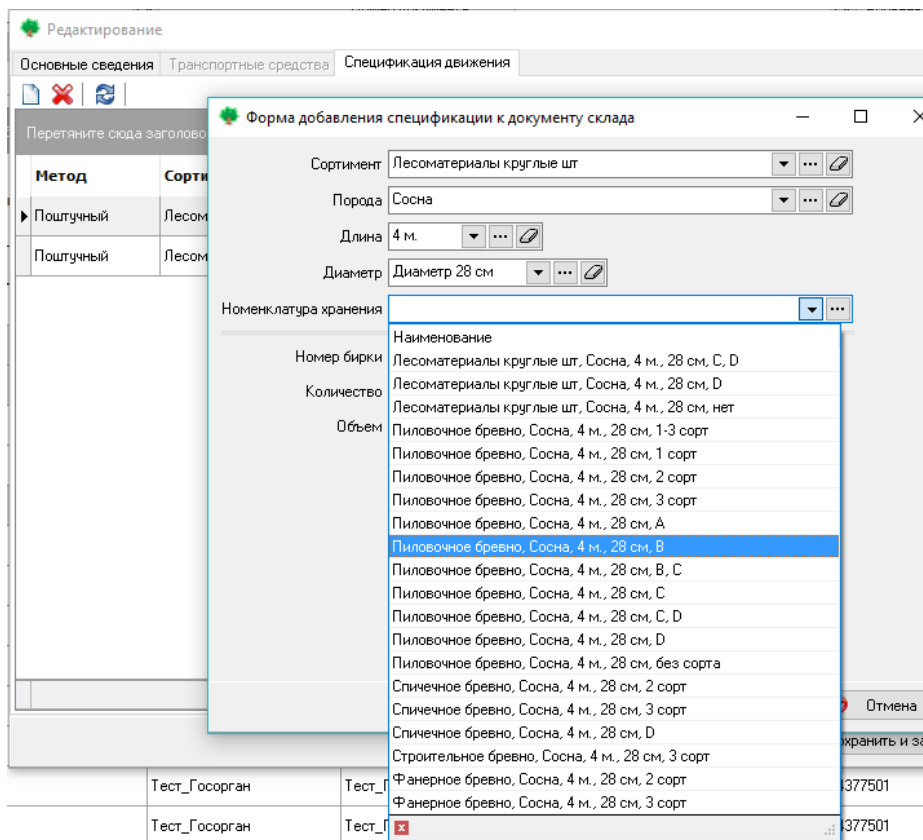 Редактирование
Основные сведения Транспортные средства Спецификация движения
Перетяните сюда заголово
Метод Сорти
Поштучный Лесом
Поштучный Лесом
Форма добавления спецификации к документу склада
Сортимент Лесоматериалы круглые шт
Порода Сосна
Длина 4 м.
Диаметр Диаметр 28 см
Номенклатура хранения
Номер бирки
Количество
Объем
Наименование
Лесоматериалы круглые шт, Сосна, 4 м., 28 см, C, D
Лесоматериалы круглые шт, Сосна, 4 м., 28 см, D
Лесоматериалы круглые шт, Сосна, 4 м., 28 см, нет
Пиловочное бревно, Сосна, 4 м., 28 см, 1-3 сорт
Пиловочное бревно, Сосна, 4 м., 28 см, 1 сорт
Пиловочное бревно, Сосна, 4 м., 28 см, 2 сорт
Пиловочное бревно, Сосна, 4 м., 28 см, 3 сорт
Пиловочное бревно, Сосна, 4 м., 28 см, A
Пиловочное бревно, Сосна, 4 м., 28 см, B
Пиловочное бревно, Сосна, 4 м., 28 см, B, C
Пиловочное бревно, Сосна, 4 м., 28 см, C
Пиловочное бревно, Сосна, 4 м., 28 см, C, D
Пиловочное бревно, Сосна, 4 м., 28 см, D
Пиловочное бревно, Сосна, 4 м., 28 см, без сорта
Спичечное бревно, Сосна, 4 м., 28 см, 2 сорт
Спичечное бревно, Сосна, 4 м., 28 см, 3 сорт
Спичечное бревно, Сосна, 4 м., 28 см, D
Строительное бревно, Сосна, 4 м., 28 см, 3 сорт
Фанерное бревно, Сосна, 4 м., 28 см, 2 сорт
Фанерное бревно, Сосна, 4 м., 28 см, 3 сорт
Отмена
охранить и за
Тест_Госорган Тест_Г 4377501
Тест_Госорган Тест_Г 4377501